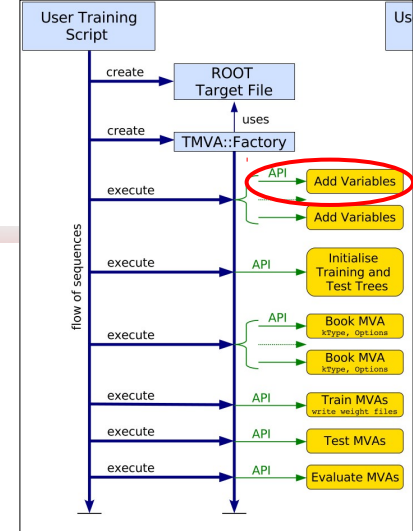 User Training
Script
Us
create
ROOT
Target File
uses
create
TMVA::Factory
execute
API
Add Variables
Add Variables
flow of sequences
execute
API
Initialise
Training and
Test Trees
execute
API
Book MVA
kType, Options
Book MVA
kType, Options
execute
API
Train MVAs
write weight files
execute
API
Test MVAs
execute
API
Evaluate MVAs